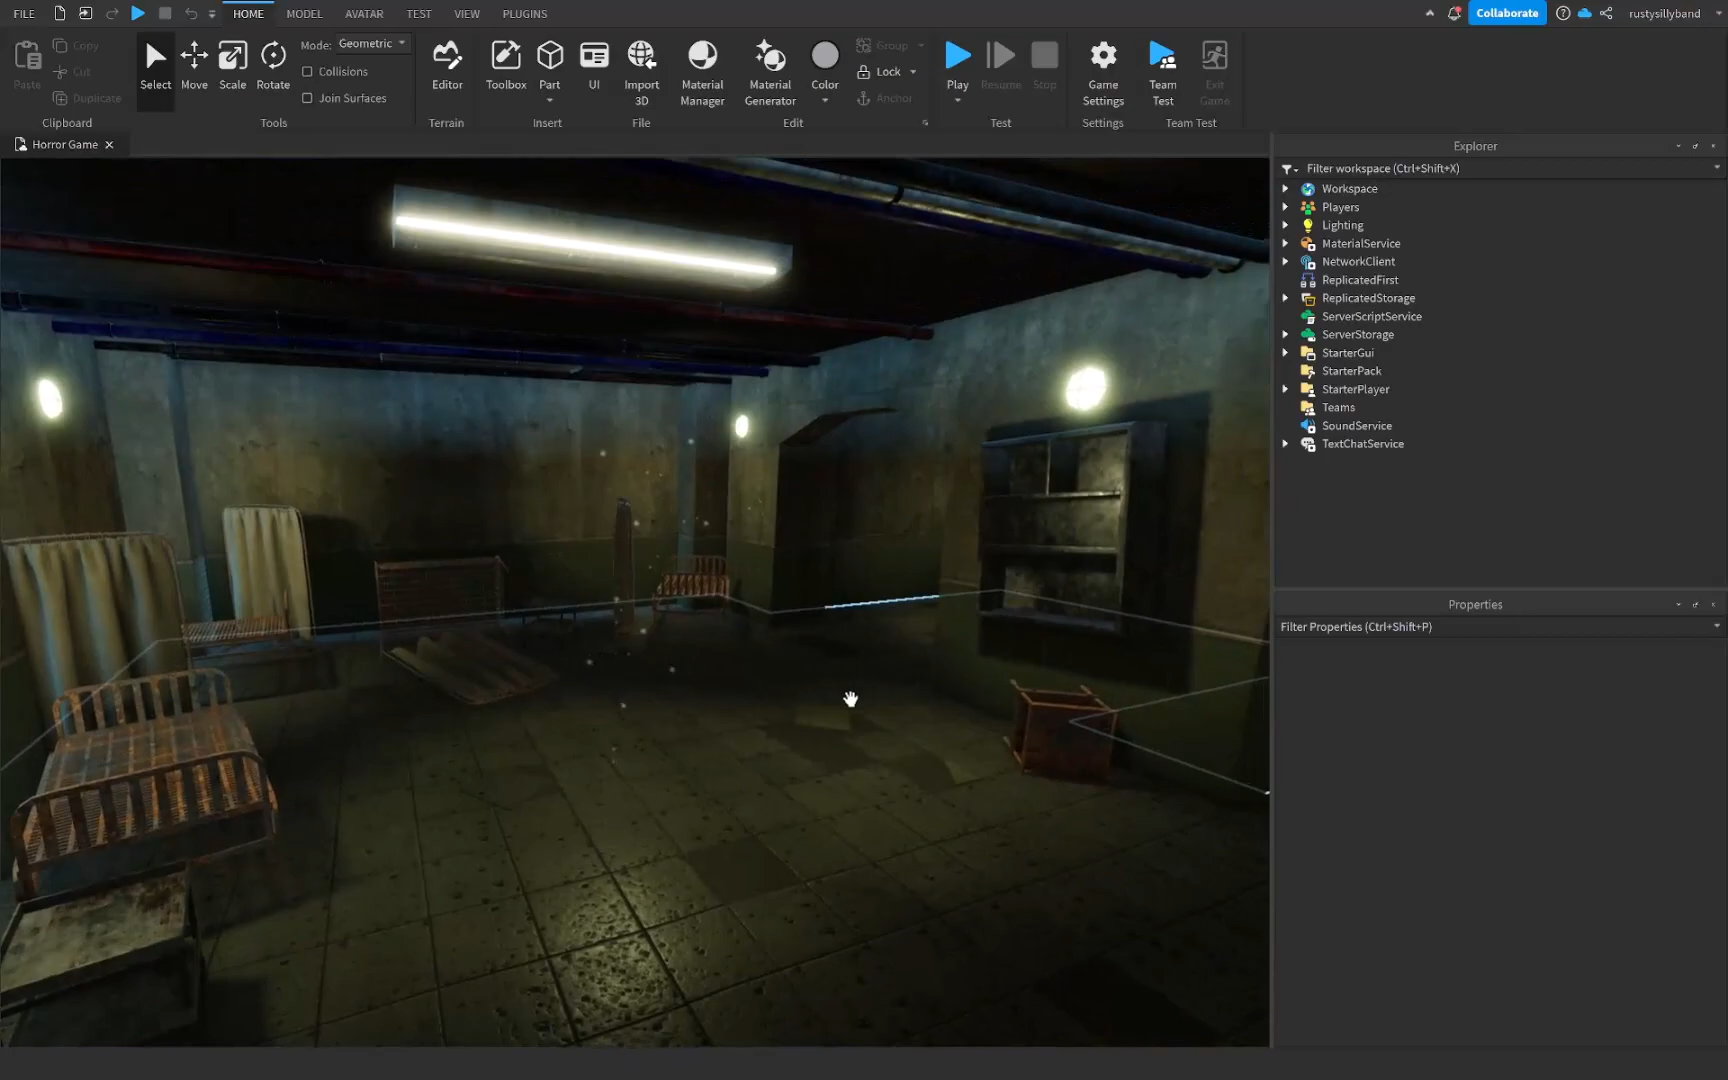 FILE HOME MODEL AVATAR TEST VIEW PLUGINS Collaborate rustysillyband
Paste
Copy
Cut
Duplicate
Clipboard
Select Move Scale Rotate
Mode: Geometric
Collisions
Join Surfaces
Tools
Editor
Terrain
Toolbox Part UI
Insert
Import
3D
File
Material
Manager
Material
Generator
Color
Group
Lock
Anchor
Edit
Play Resume Stop
Test
Game
Settings
Settings
Team
Test
Exit
Game
Team Test
Horror Game
Explorer
Filter workspace (Ctrl+Shift+X)
Workspace
Players
Lighting
MaterialService
NetworkClient
ReplicatedFirst
ReplicatedStorage
ServerScriptService
ServerStorage
StarterGui
StarterPack
StarterPlayer
Teams
SoundService
TextChatService
Properties
Filter Properties (Ctrl+Shift+P)